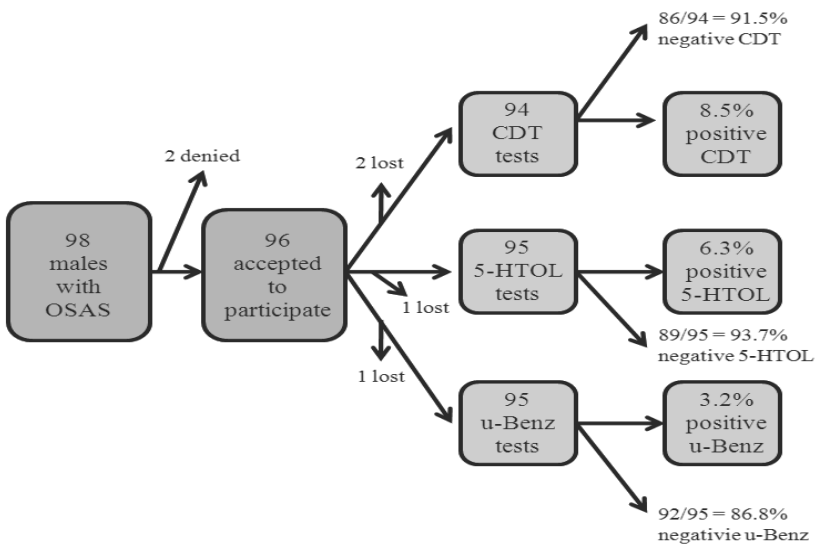 98
males
with
OSAS
2 denied
96
accepted
to
participate
2 lost
1 lost
1 lost
94
CDT
tests
86/94 = 91.5%
negative CDT
8.5%
positive
CDT
95
5-HTOL
tests
6.3%
positive
5-HTOL
89/95 = 93.7%
negative 5-HTOL
95
u-Benz
tests
3.2%
positive
u-Benz
92/95 = 86.8%
negativie u-Benz